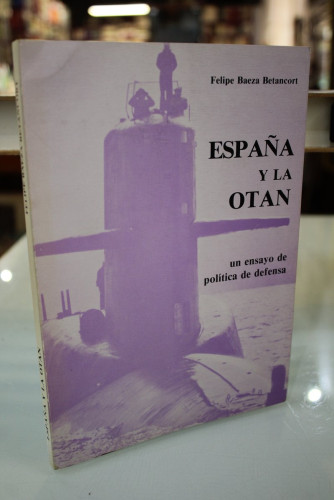 Felipe Baeza Betancort
ESPAÑA
Y LA
OTAN
un ensayo de
política de defensa